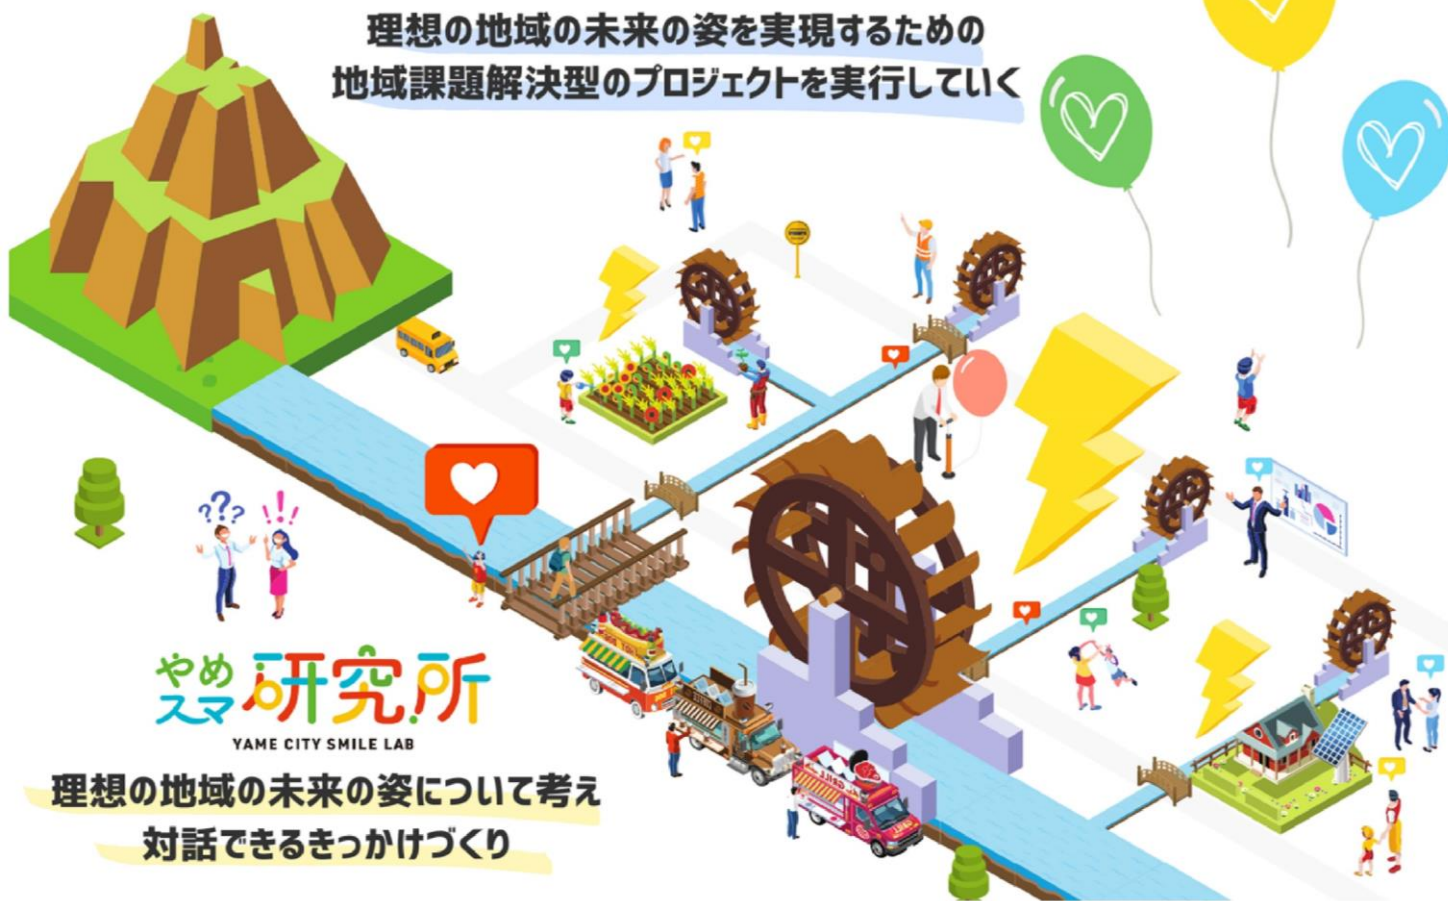 理想の地域の未来の姿を実現するための
地域課題解決型のプロジェクトを実行していく
???
!!!
やめ
スマ研究所
YAME CITY SMILE LAB
理想の地域の未来の姿について考え
対話できるきっかけづくり